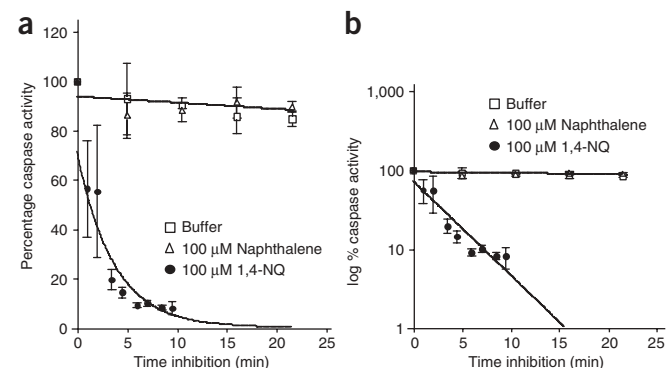 a
Percentage caspase activity
120
100
80
60
40
20
0
□ Buffer
△ 100 μM Naphthalene
● 100 μM 1,4-NQ
0 5 10 15 20 25
Time inhibition (min)
b
log % caspase activity
1,000
100
10
1
□ Buffer
△ 100 μM Naphthalene
● 100 μM 1,4-NQ
0 5 10 15 20 25
Time inhibition (min)